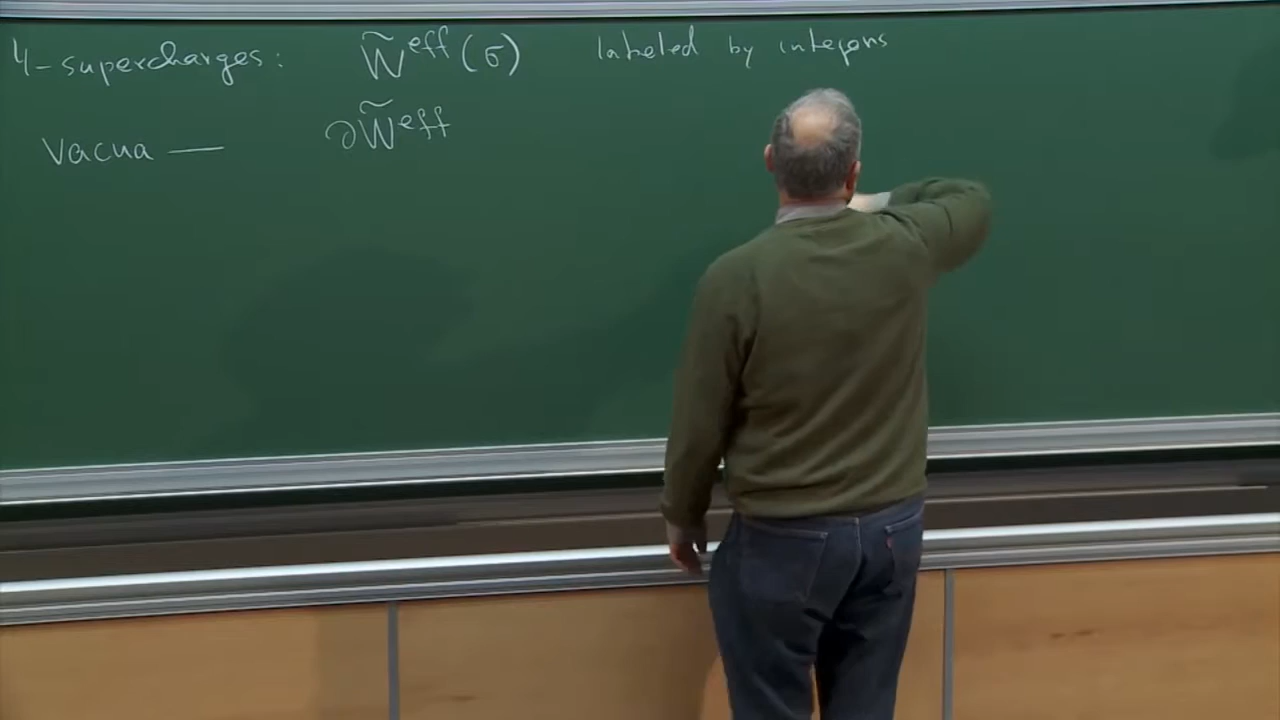 4-supercharges: W̃^eff(σ) labeled by integers
Vacua — ∂W̃^eff